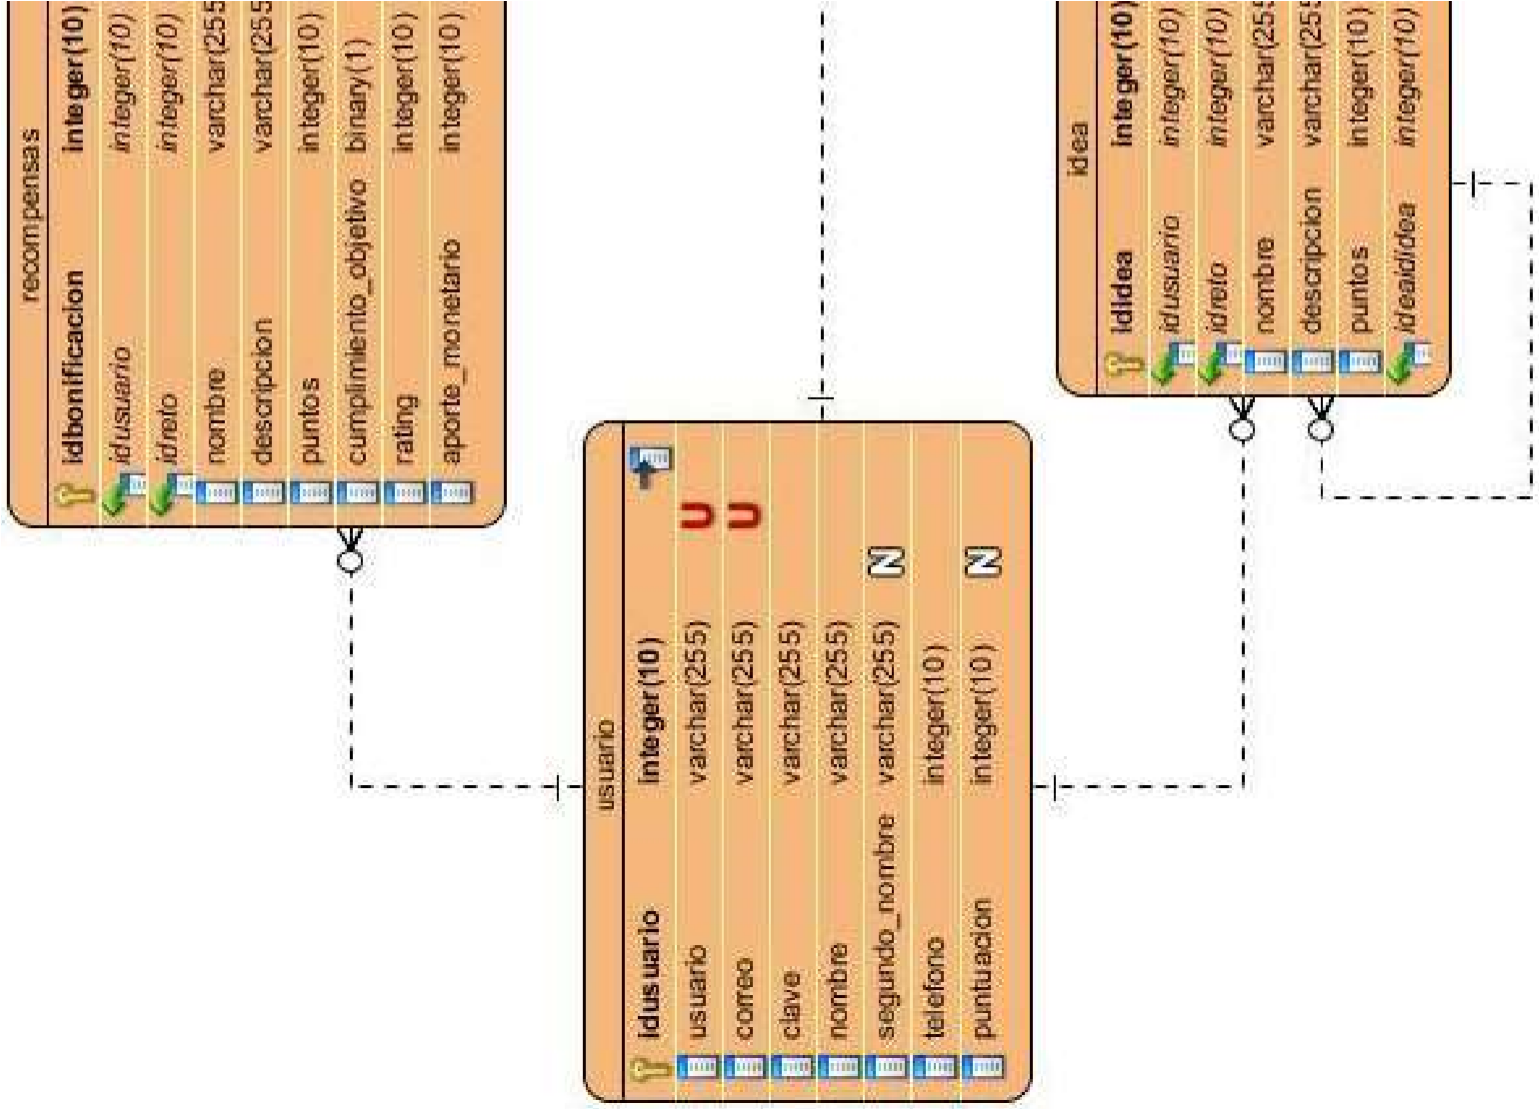 recompensas
idbonificacion integer(10)
idusuario integer(10)
idreto integer(10)
nombre varchar(255
descripcion varchar(255
puntos integer(10)
cumplimiento_objetivo binary(1)
rating integer(10)
aporte_monetario integer(10)
usuario
idusuario integer(10)
usuario varchar(255) U
correo varchar(255) U
clave varchar(255)
nombre varchar(255)
segundo_nombre varchar(255) N
telefono integer(10)
puntuacion integer(10) N
idea
ididea integer(10)
idusuario integer(10)
idreto integer(10)
nombre varchar(255
descripcion varchar(255
puntos integer(10)
ideaididea integer(10)